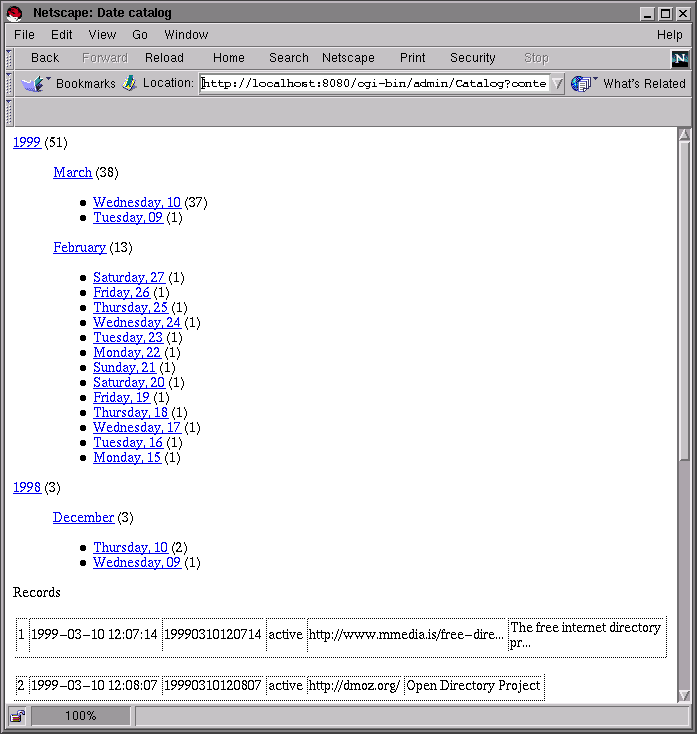 Netscape: Date catalog
File Edit View Go Window Help
Back Forward Reload Home Search Netscape Print Security Stop N
Bookmarks Location: http://localhost:8080/cgi-bin/admin/Catalog?conte What's Related
1999 (51)
March (38)
Wednesday, 10 (37)
Tuesday, 09 (1)
February (13)
Saturday, 27 (1)
Friday, 26 (1)
Thursday, 25 (1)
Wednesday, 24 (1)
Tuesday, 23 (1)
Monday, 22 (1)
Sunday, 21 (1)
Saturday, 20 (1)
Friday, 19 (1)
Thursday, 18 (1)
Wednesday, 17 (1)
Tuesday, 16 (1)
Monday, 15 (1)
1998 (3)
December (3)
Thursday, 10 (2)
Wednesday, 09 (1)
Records
1 1999-03-10 12:07:14 19990310120714 active http://www.mmedia.is/free-dire... The free internet directory
pr...
2 1999-03-10 12:08:07 19990310120807 active http://dmoz.org/ Open Directory Project
100%